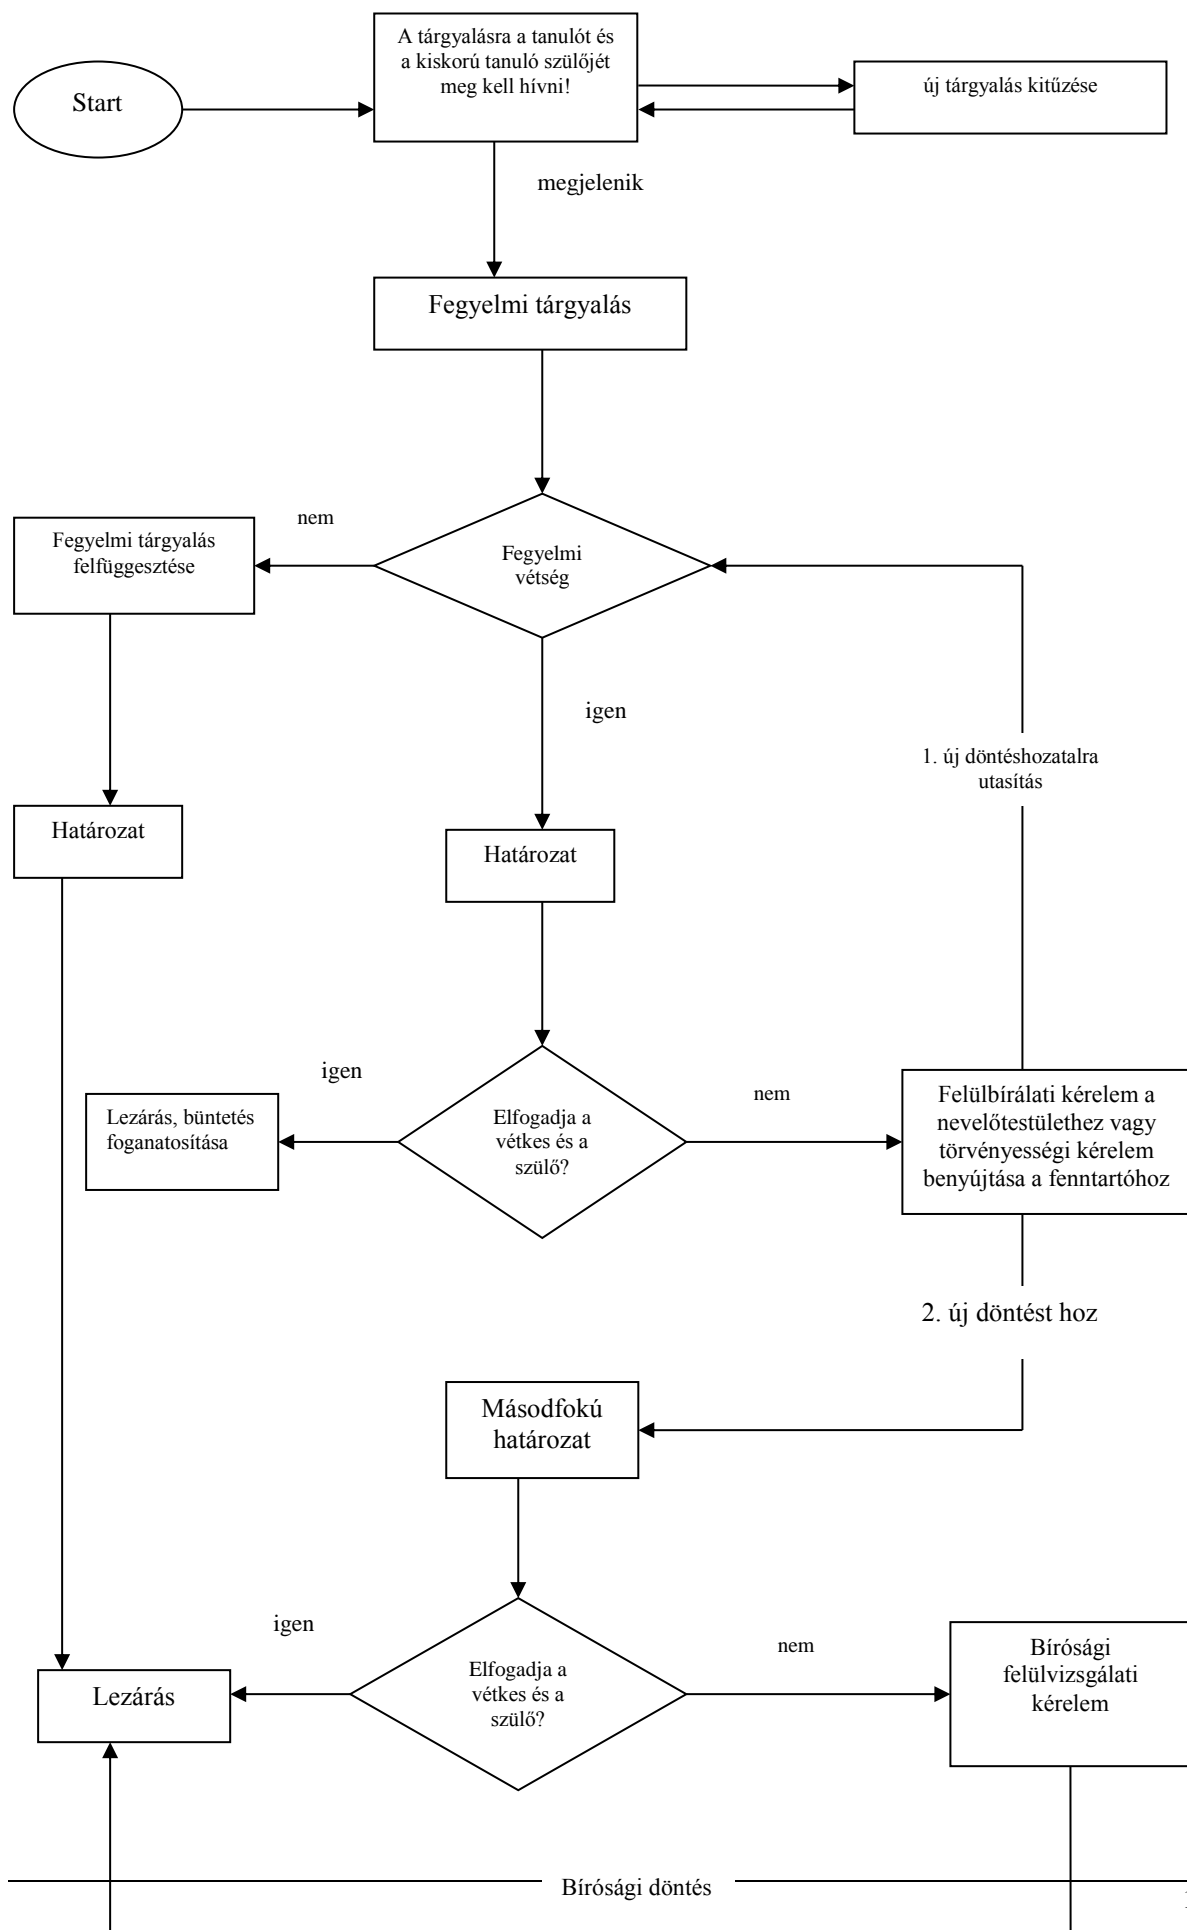 A tárgyalásra a tanulót és
a kiskorú tanuló szülőjét
meg kell hívni!
Start
új tárgyalás kitűzése
megjelenik
Fegyelmi tárgyalás
nem
Fegyelmi tárgyalás
felfüggesztése
Fegyelmi
vétség
igen
1. új döntéshozatalra
utasítás
Határozat
Határozat
igen
nem
Lezárás, büntetés
foganatosítása
Elfogadja a
vétkes és a
szülő?
Felülbírálati kérelem a
nevelőtestülethez vagy
törvényességi kérelem
benyújtása a fenntartóhoz
2. új döntést hoz
Másodfokú
határozat
igen
nem
Lezárás
Elfogadja a
vétkes és a
szülő?
Bírósági
felülvizsgálati
kérelem
Bírósági döntés